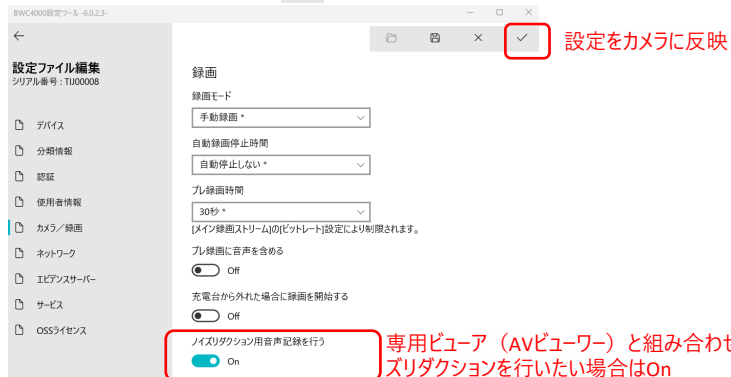 BWC4000設定ツール -6.0.2.3-
設定をカメラに反映
設定ファイル編集
シリアル番号 : TIJ00008
デバイス
分類情報
認証
使用者情報
カメラ／録画
ネットワーク
エビデンスサーバー
サービス
OSSライセンス
録画
録画モード
手動録画 *
自動録画停止時間
自動停止しない *
プレ録画時間
30秒 *
[メイン録画ストリーム]の[ビットレート]設定により制限されます。
プレ録画に音声を含める
Off
充電台から外れた場合に録画を開始する
Off
ノイズリダクション用音声記録を行う
On
専用ビューア（AVビューワー）と組み合わせ
ズリダクションを行いたい場合はOn